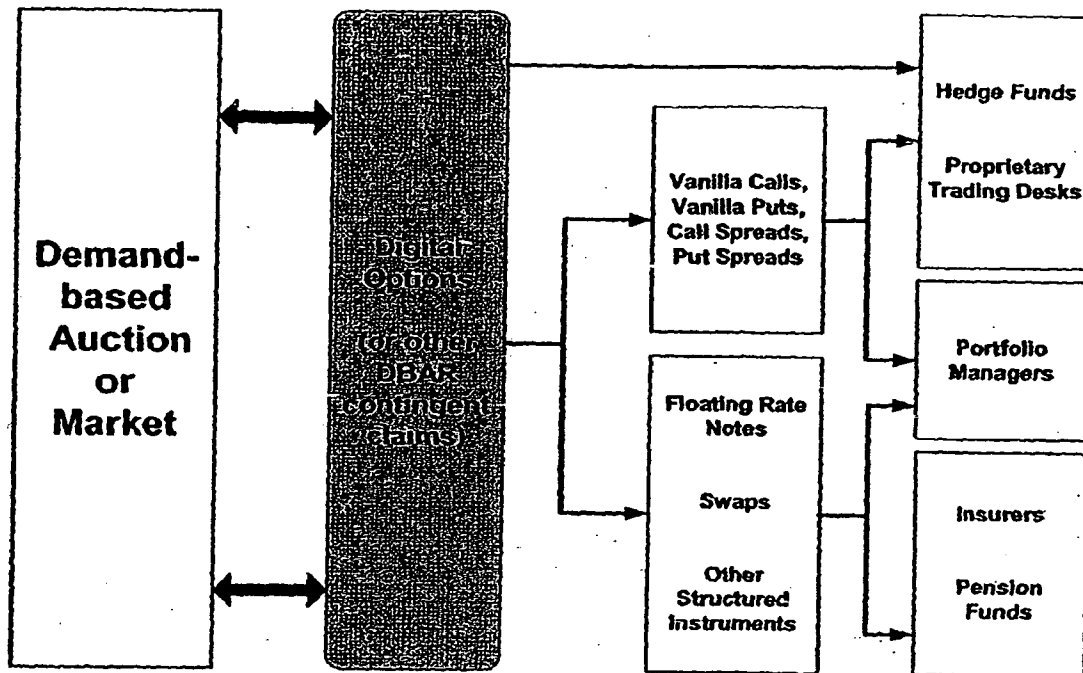 Demand-
based
Auction
or
Market
Digital
Options
(or other
DBAR
contingent
claims)
Vanilla Calls,
Vanilla Puts,
Call Spreads,
Put Spreads
Floating Rate
Notes
Swaps
Other
Structured
Instruments
Hedge Funds
Proprietary
Trading Desks
Portfolio
Managers
Insurers
Pension
Funds